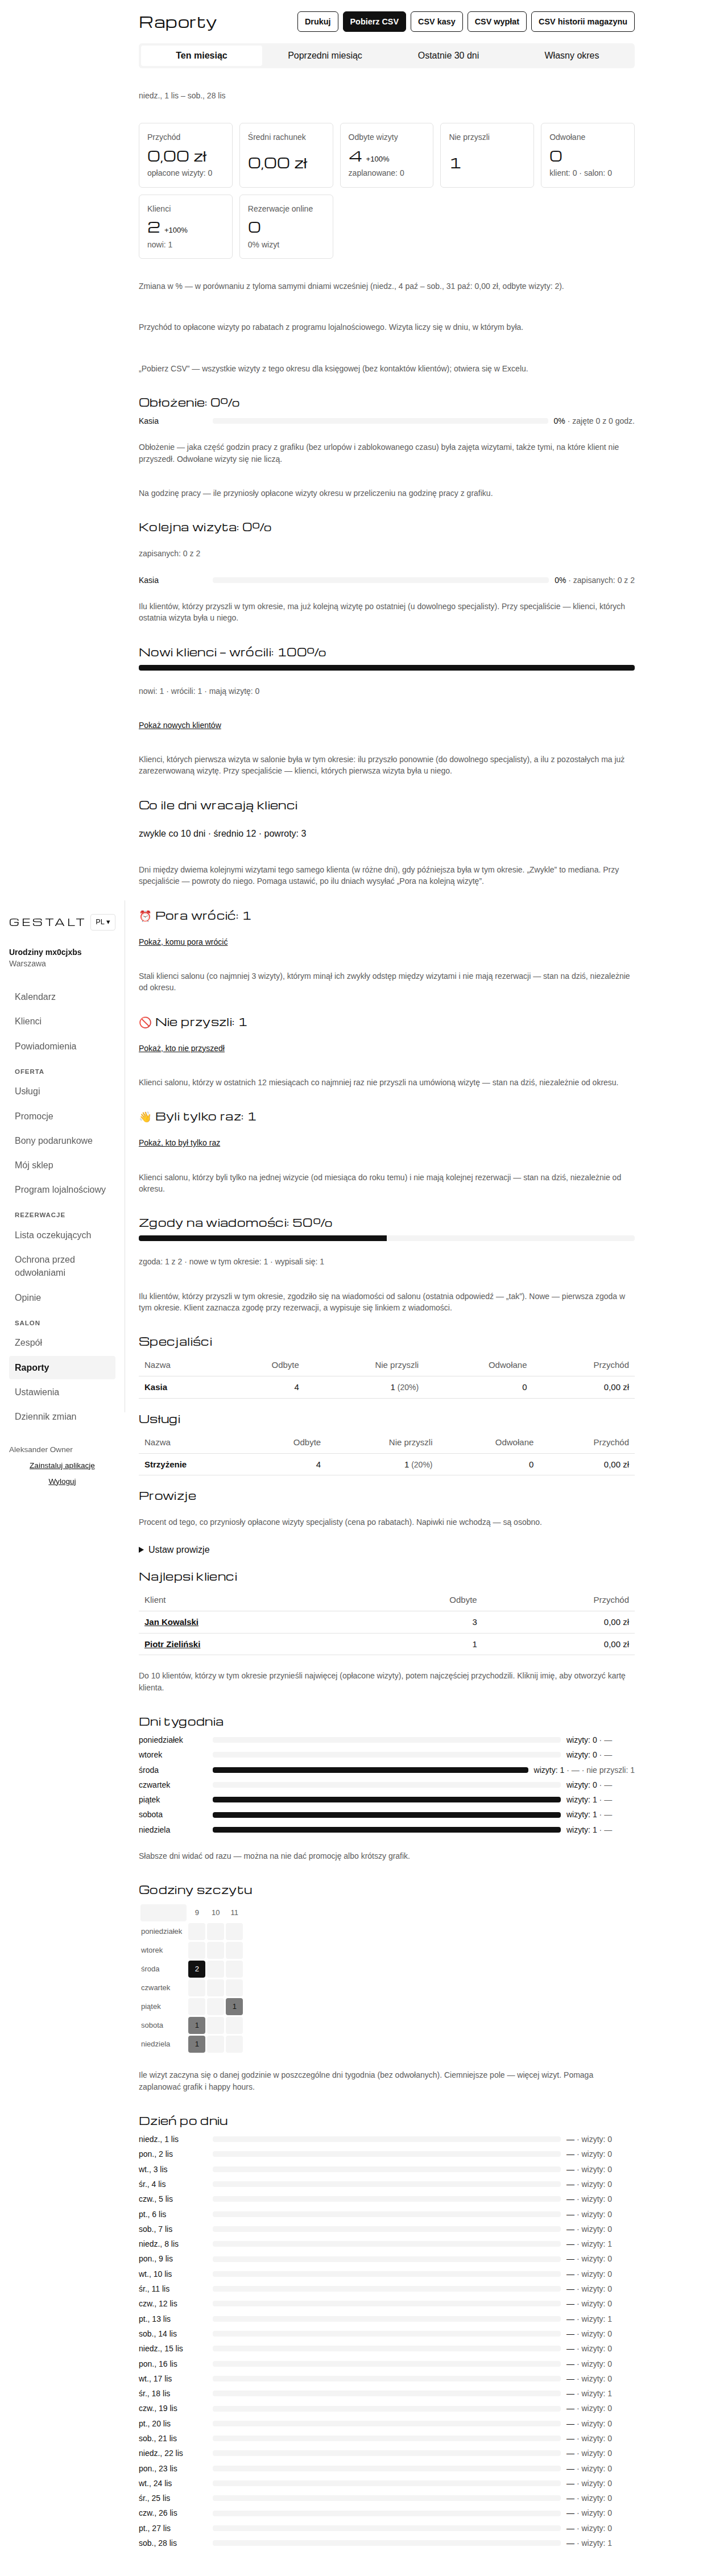 Raporty
Drukuj
Pobierz CSV
CSV kasy
CSV wypłat
CSV historii magazynu
Ten miesiąc
Poprzedni miesiąc
Ostatnie 30 dni
Własny okres
niedz., 1 lis – sob., 28 lis
Przychód
0,00 zł
opłacone wizyty: 0
Średni rachunek
0,00 zł
Odbyte wizyty
4 +100%
zaplanowane: 0
Nie przyszli
1
Odwołane
0
klient: 0 · salon: 0
Klienci
2 +100%
nowi: 1
Rezerwacje online
0
0% wizyt
Zmiana w % — w porównaniu z tyloma samymi dniami wcześniej (niedz., 4 paź – sob., 31 paź: 0,00 zł, odbyte wizyty: 2).
Przychód to opłacone wizyty po rabatach z programu lojalnościowego. Wizyta liczy się w dniu, w którym była.
„Pobierz CSV” — wszystkie wizyty z tego okresu dla księgowej (bez kontaktów klientów); otwiera się w Excelu.
Obłożenie: 0%
Kasia
0% · zajęte 0 z 0 godz.
Obłożenie — jaka część godzin pracy z grafiku (bez urlopów i zablokowanego czasu) była zajęta wizytami, także tymi, na które klient nie
przyszedł. Odwołane wizyty się nie liczą.
Na godzinę pracy — ile przyniosły opłacone wizyty okresu w przeliczeniu na godzinę pracy z grafiku.
Kolejna wizyta: 0%
zapisanych: 0 z 2
Kasia
0% · zapisanych: 0 z 2
Ilu klientów, którzy przyszli w tym okresie, ma już kolejną wizytę po ostatniej (u dowolnego specjalisty). Przy specjaliście — klienci, których
ostatnia wizyta była u niego.
Nowi klienci – wrócili: 100%
nowi: 1 · wrócili: 1 · mają wizytę: 0
Pokaż nowych klientów
Klienci, których pierwsza wizyta w salonie była w tym okresie: ilu przyszło ponownie (do dowolnego specjalisty), a ilu z pozostałych ma już
zarezerwowaną wizytę. Przy specjaliście — klienci, których pierwsza wizyta była u niego.
Co ile dni wracają klienci
zwykle co 10 dni · średnio 12 · powroty: 3
Dni między dwiema kolejnymi wizytami tego samego klienta (w różne dni), gdy późniejsza była w tym okresie. „Zwykle” to mediana. Przy
specjaliście — powroty do niego. Pomaga ustawić, po ilu dniach wysyłać „Pora na kolejną wizytę”.
GESTALT
PL ▾
Urodziny mx0cjxbs
Warszawa
Kalendarz
Klienci
Powiadomienia
OFERTA
Usługi
Promocje
Bony podarunkowe
Mój sklep
Program lojalnościowy
REZERWACJE
Lista oczekujących
Ochrona przed
odwołaniami
Opinie
SALON
Zespół
Raporty
Ustawienia
Dziennik zmian
Aleksander Owner
Zainstaluj aplikację
Wyloguj
⏰ Pora wrócić: 1
Pokaż, komu pora wrócić
Stali klienci salonu (co najmniej 3 wizyty), którym minął ich zwykły odstęp między wizytami i nie mają rezerwacji — stan na dziś, niezależnie
od okresu.
🚫 Nie przyszli: 1
Pokaż, kto nie przyszedł
Klienci salonu, którzy w ostatnich 12 miesiącach co najmniej raz nie przyszli na umówioną wizytę — stan na dziś, niezależnie od okresu.
👋 Byli tylko raz: 1
Pokaż, kto był tylko raz
Klienci salonu, którzy byli tylko na jednej wizycie (od miesiąca do roku temu) i nie mają kolejnej rezerwacji — stan na dziś, niezależnie od
okresu.
Zgody na wiadomości: 50%
zgoda: 1 z 2 · nowe w tym okresie: 1 · wypisali się: 1
Ilu klientów, którzy przyszli w tym okresie, zgodziło się na wiadomości od salonu (ostatnia odpowiedź — „tak”). Nowe — pierwsza zgoda w
tym okresie. Klient zaznacza zgodę przy rezerwacji, a wypisuje się linkiem z wiadomości.
Specjaliści
Nazwa Odbyte Nie przyszli Odwołane Przychód
Kasia 4 1 (20%) 0 0,00 zł
Usługi
Nazwa Odbyte Nie przyszli Odwołane Przychód
Strzyżenie 4 1 (20%) 0 0,00 zł
Prowizje
Procent od tego, co przyniosły opłacone wizyty specjalisty (cena po rabatach). Napiwki nie wchodzą — są osobno.
▶ Ustaw prowizje
Najlepsi klienci
Klient Odbyte Przychód
Jan Kowalski 3 0,00 zł
Piotr Zieliński 1 0,00 zł
Do 10 klientów, którzy w tym okresie przynieśli najwięcej (opłacone wizyty), potem najczęściej przychodzili. Kliknij imię, aby otworzyć kartę
klienta.
Dni tygodnia
poniedziałek wizyty: 0 · —
wtorek wizyty: 0 · —
środa wizyty: 1 · — · nie przyszli: 1
czwartek wizyty: 0 · —
piątek wizyty: 1 · —
sobota wizyty: 1 · —
niedziela wizyty: 1 · —
Słabsze dni widać od razu — można na nie dać promocję albo krótszy grafik.
Godziny szczytu
9 10 11
poniedziałek
wtorek
środa 2
czwartek
piątek 1
sobota 1
niedziela 1
Ile wizyt zaczyna się o danej godzinie w poszczególne dni tygodnia (bez odwołanych). Ciemniejsze pole — więcej wizyt. Pomaga
zaplanować grafik i happy hours.
Dzień po dniu
niedz., 1 lis — · wizyty: 0
pon., 2 lis — · wizyty: 0
wt., 3 lis — · wizyty: 0
śr., 4 lis — · wizyty: 0
czw., 5 lis — · wizyty: 0
pt., 6 lis — · wizyty: 0
sob., 7 lis — · wizyty: 0
niedz., 8 lis — · wizyty: 1
pon., 9 lis — · wizyty: 0
wt., 10 lis — · wizyty: 0
śr., 11 lis — · wizyty: 0
czw., 12 lis — · wizyty: 0
pt., 13 lis — · wizyty: 1
sob., 14 lis — · wizyty: 0
niedz., 15 lis — · wizyty: 0
pon., 16 lis — · wizyty: 0
wt., 17 lis — · wizyty: 0
śr., 18 lis — · wizyty: 1
czw., 19 lis — · wizyty: 0
pt., 20 lis — · wizyty: 0
sob., 21 lis — · wizyty: 0
niedz., 22 lis — · wizyty: 0
pon., 23 lis — · wizyty: 0
wt., 24 lis — · wizyty: 0
śr., 25 lis — · wizyty: 0
czw., 26 lis — · wizyty: 0
pt., 27 lis — · wizyty: 0
sob., 28 lis — · wizyty: 1